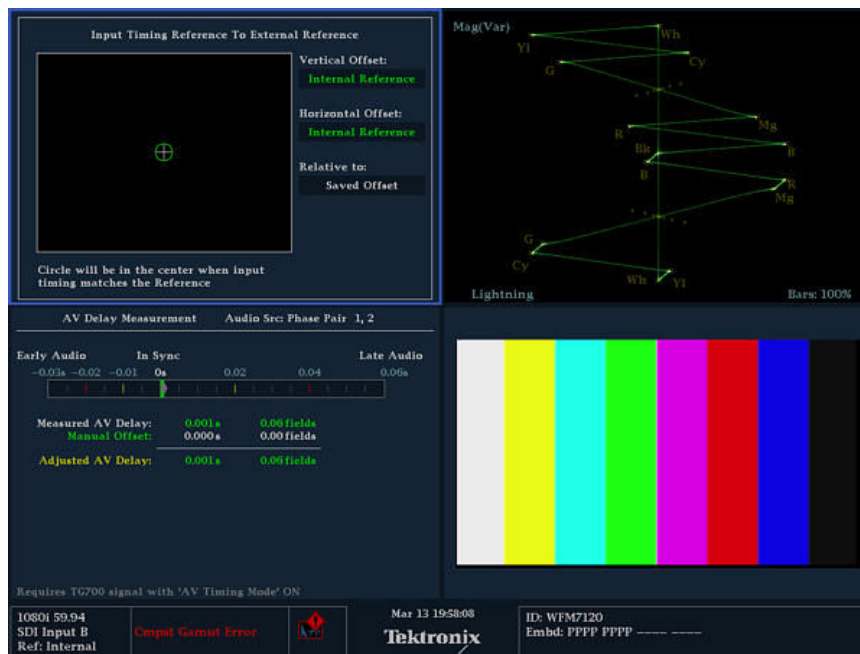 Input Timing Reference To External Reference
Vertical Offset:
Internal Reference
Horizontal Offset:
Internal Reference
Relative to:
Saved Offset
Circle will be in the center when input
timing matches the Reference
Mag(Var)
Wh
Yl
Cy
G
Mg
R
Bk
B
B
R
Mg
G
Cy
Wh
Yl
Lightning
Bars: 100%
AV Delay Measurement Audio Src: Phase Pair 1, 2
Early Audio In Sync Late Audio
-0.03s -0.02 -0.01 0s 0.02 0.04 0.06s
Measured AV Delay: 0.001 s 0.06 fields
Manual Offset: 0.000 s 0.00 fields
Adjusted AV Delay: 0.001 s 0.06 fields
Requires TG700 signal with 'AV Timing Mode' ON
1080i 59.94
SDI Input B
Ref: Internal
Cmpst Gamut Error
Mar 13 19:58:08
Tektronix
ID: WFM7120
Embd: PPPP PPPP ---- ----